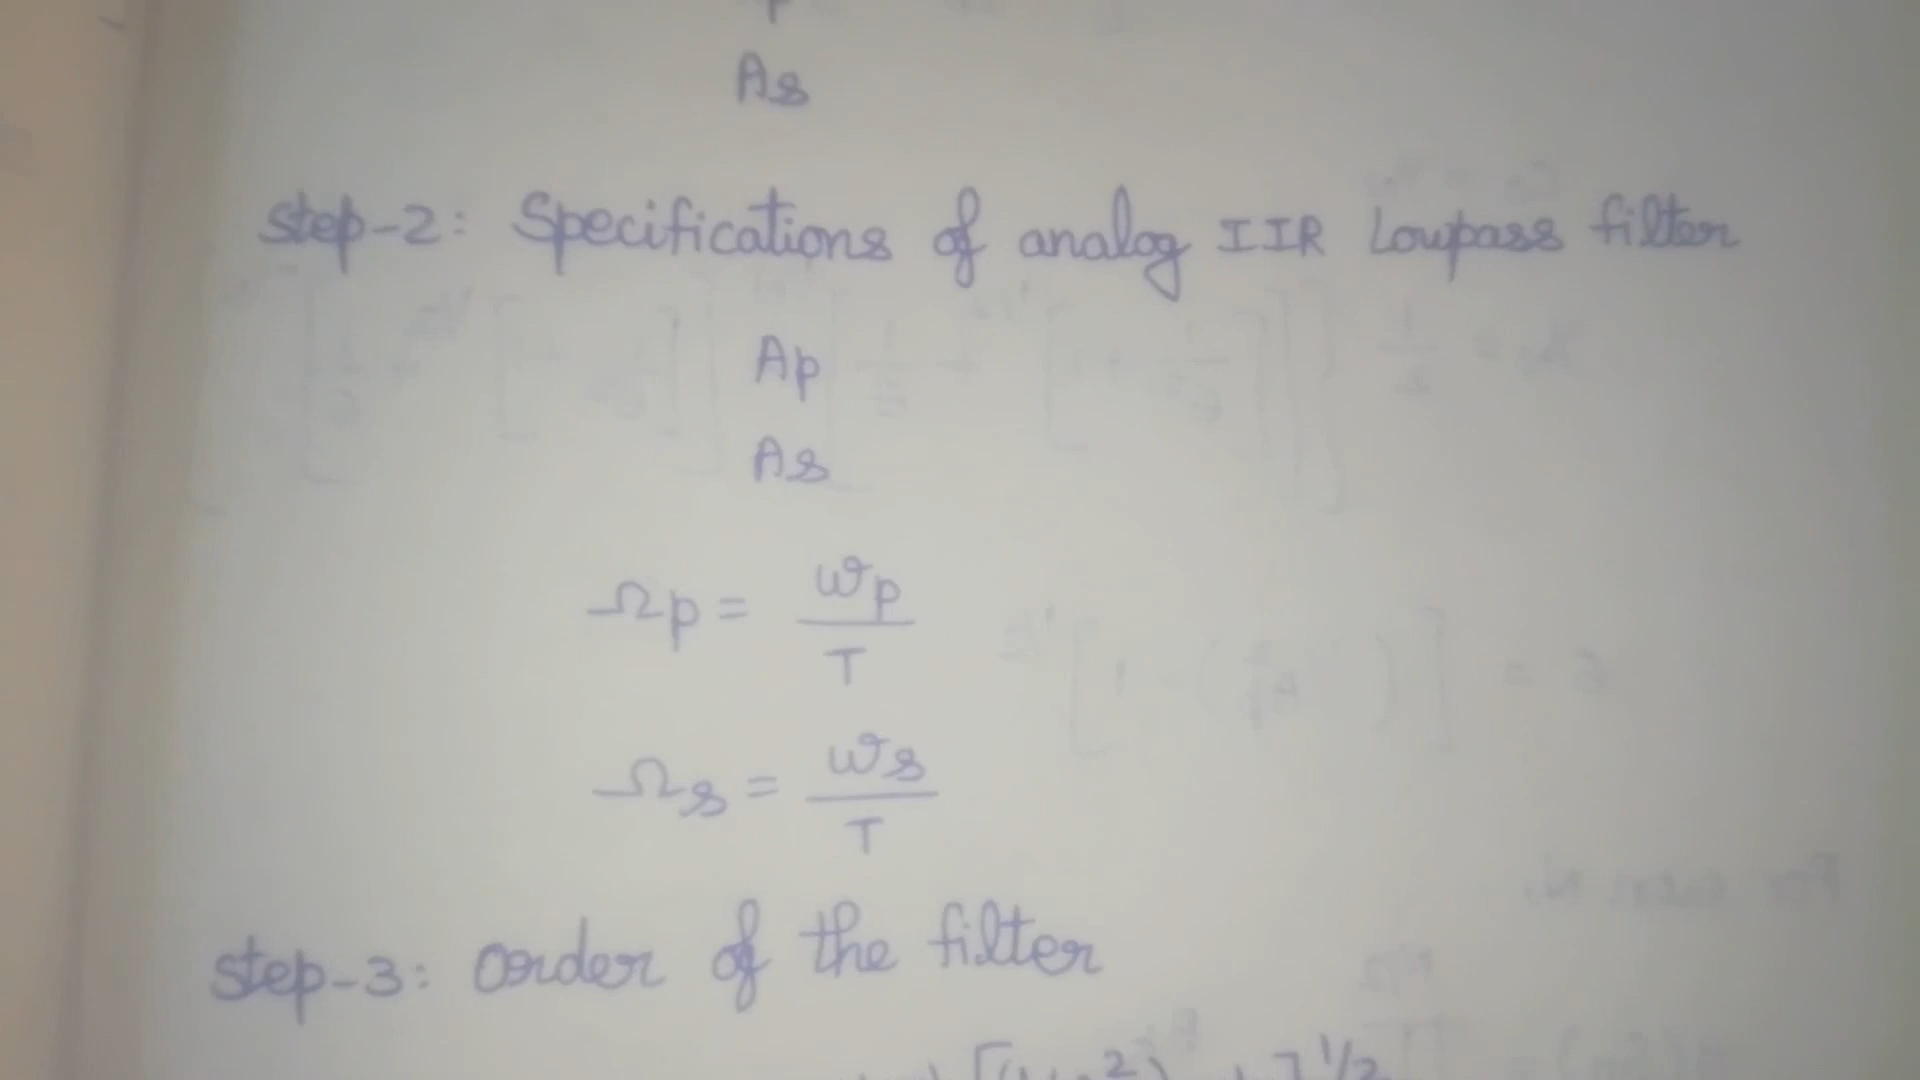 As
Step-2: Specifications of analog IIR Lowpass filter
Ap
As
Ωp = ωp / T
Ωs = ωs / T
Step-3: Order of the filter